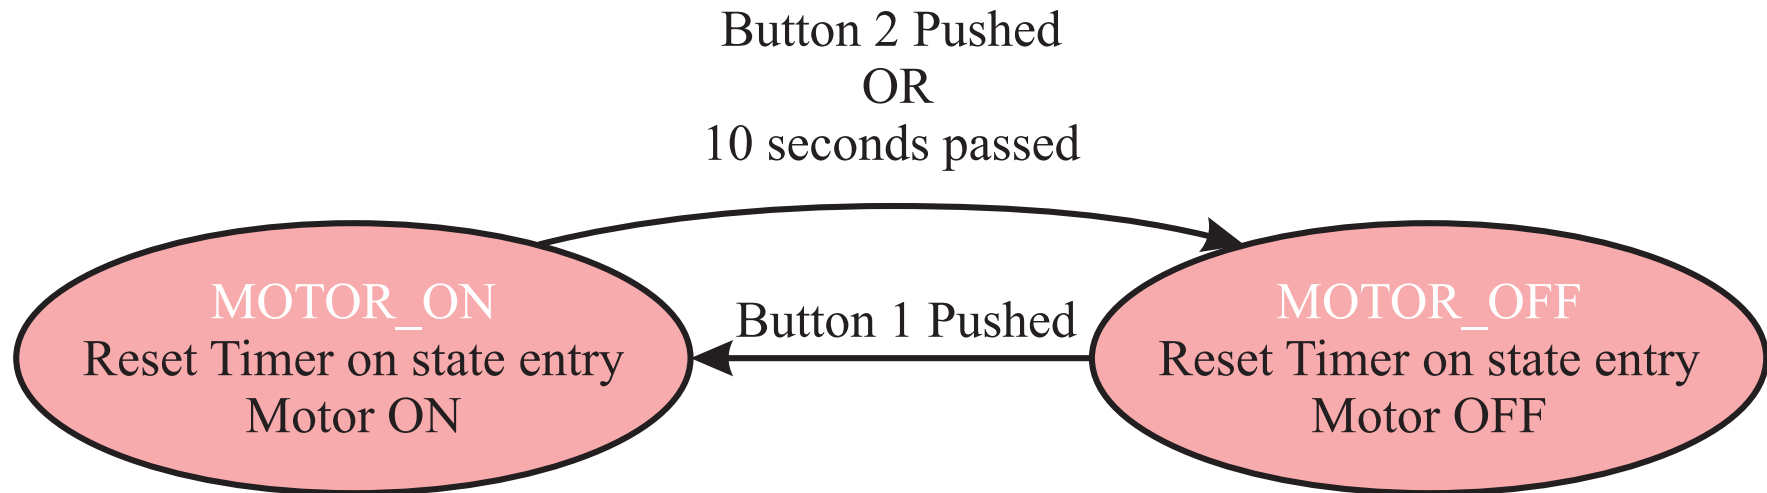 Button 2 Pushed
OR
10 seconds passed
MOTOR_ON
Reset Timer on state entry
Motor ON
Button 1 Pushed
MOTOR_OFF
Reset Timer on state entry
Motor OFF